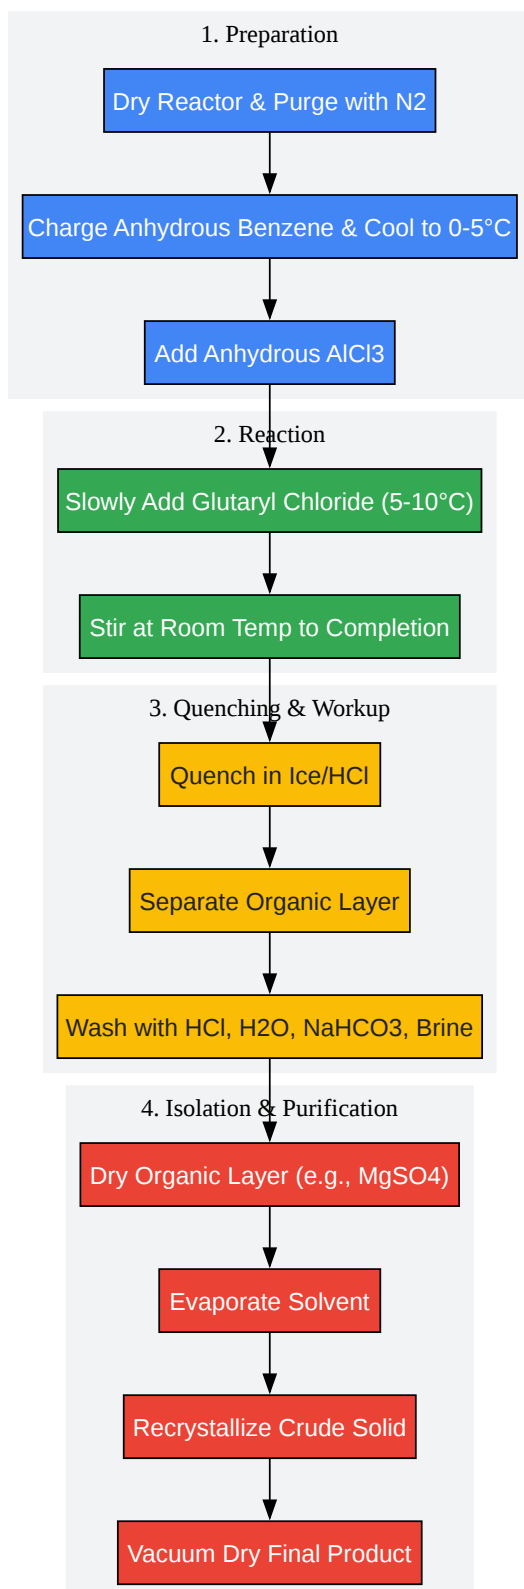 1. Preparation
Dry Reactor & Purge with N2
Charge Anhydrous Benzene & Cool to 0-5°C
Add Anhydrous AlCl3
2. Reaction
Slowly Add Glutaryl Chloride (5-10°C)
Stir at Room Temp to Completion
3. Quenching & Workup
Quench in Ice/HCl
Separate Organic Layer
Wash with HCl, H2O, NaHCO3, Brine
4. Isolation & Purification
Dry Organic Layer (e.g., MgSO4)
Evaporate Solvent
Recrystallize Crude Solid
Vacuum Dry Final Product